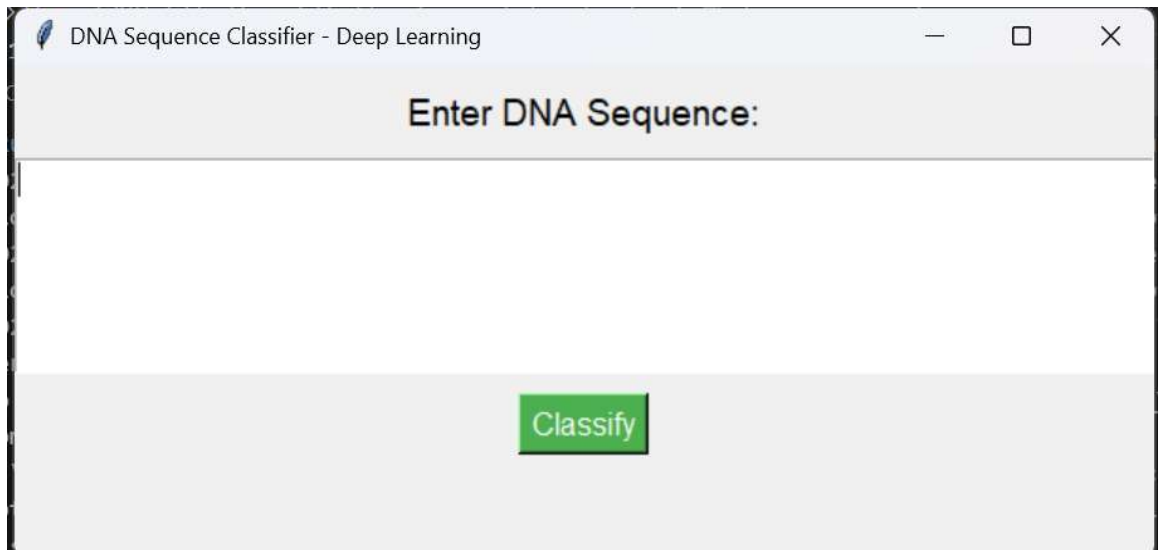 DNA Sequence Classifier - Deep Learning
Enter DNA Sequence:
Classify